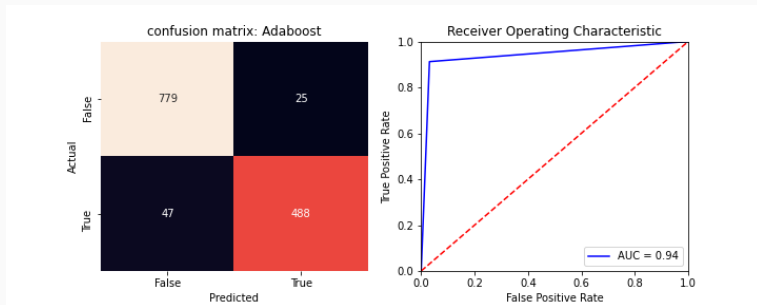 confusion matrix: Adaboost
779
25
47
488
False
True
Actual
False
True
Predicted
Receiver Operating Characteristic
1.0
0.8
0.6
0.4
0.2
0.0
True Positive Rate
AUC = 0.94
0.0
0.2
0.4
0.6
0.8
1.0
False Positive Rate